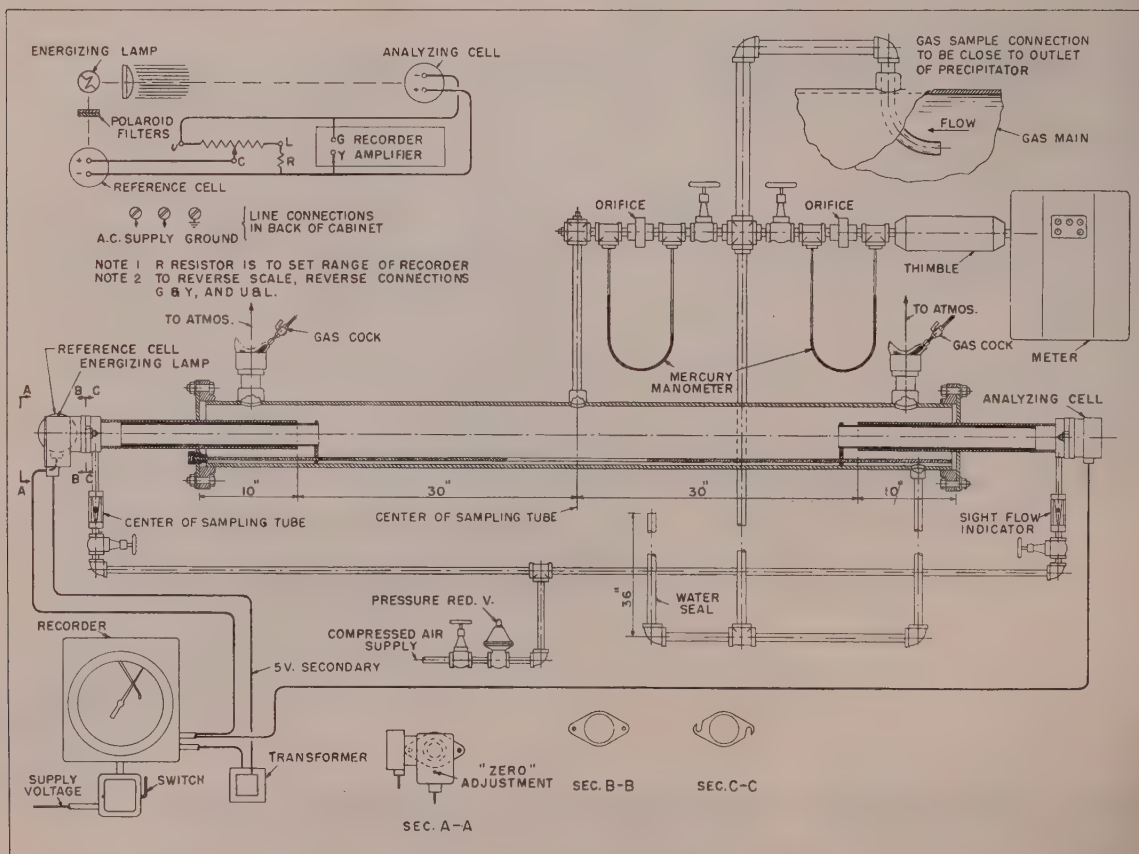 ENERGIZING LAMP
ANALYZING CELL
POLAROID
FILTERS
L
C
R
G RECORDER
Y AMPLIFIER
REFERENCE CELL
A.C. SUPPLY GROUND
LINE CONNECTIONS
IN BACK OF CABINET
NOTE 1 R RESISTOR IS TO SET RANGE OF RECORDER
NOTE 2 TO REVERSE SCALE, REVERSE CONNECTIONS
G & Y, AND U & L.
GAS SAMPLE CONNECTION
TO BE CLOSE TO OUTLET
OF PRECIPITATOR
FLOW
GAS MAIN
ORIFICE
ORIFICE
THIMBLE
METER
TO ATMOS.
GAS COCK
MERCURY
MANOMETER
TO ATMOS.
GAS COCK
REFERENCE CELL
ENERGIZING LAMP
ANALYZING CELL
A
B C
B C
A
10"
30"
30"
10"
CENTER OF SAMPLING TUBE
CENTER OF SAMPLING TUBE
SIGHT FLOW
INDICATOR
36"
WATER
SEAL
PRESSURE RED. V.
COMPRESSED AIR
SUPPLY
RECORDER
5V. SECONDARY
TRANSFORMER
SUPPLY
VOLTAGE
SWITCH
"ZERO"
ADJUSTMENT
SEC. A-A
SEC. B-B
SEC. C-C